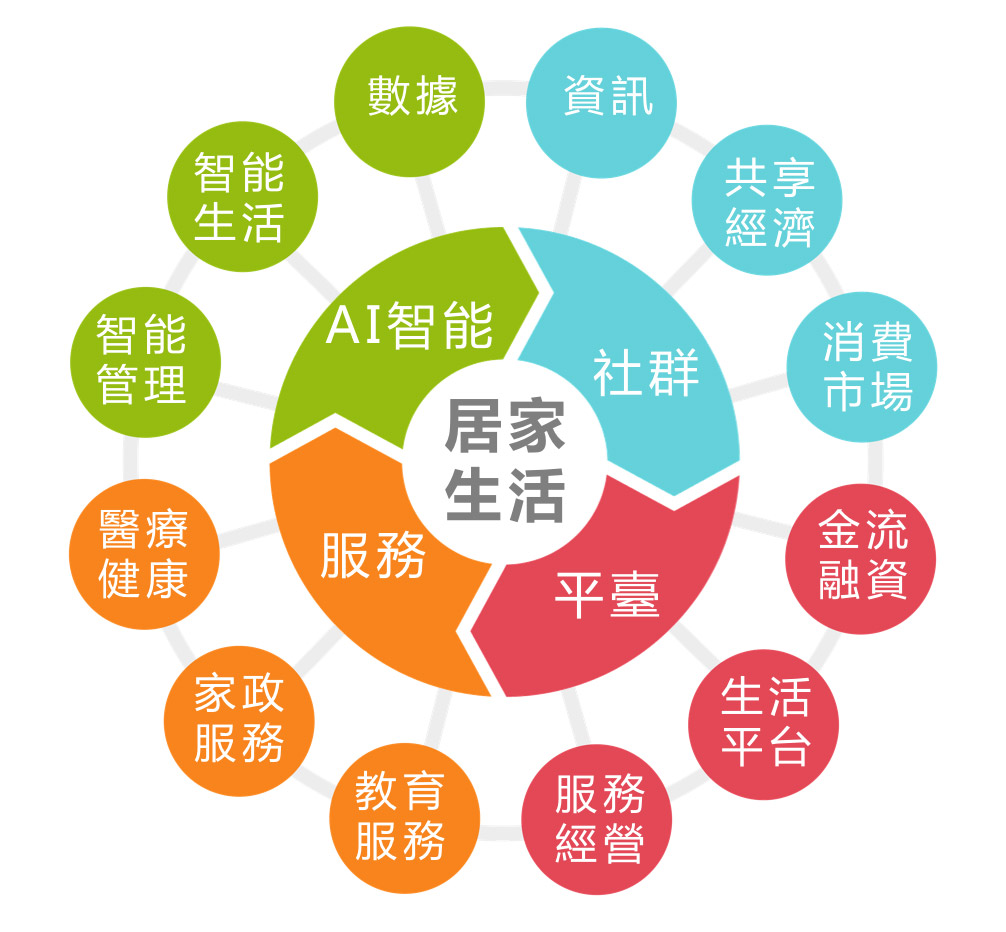 數據
資訊
智能
生活
共享
經濟
智能
管理
消費
市場
AI智能
社群
居家
生活
服務
平臺
醫療
健康
金流
融資
家政
服務
生活
平台
教育
服務
服務
經營